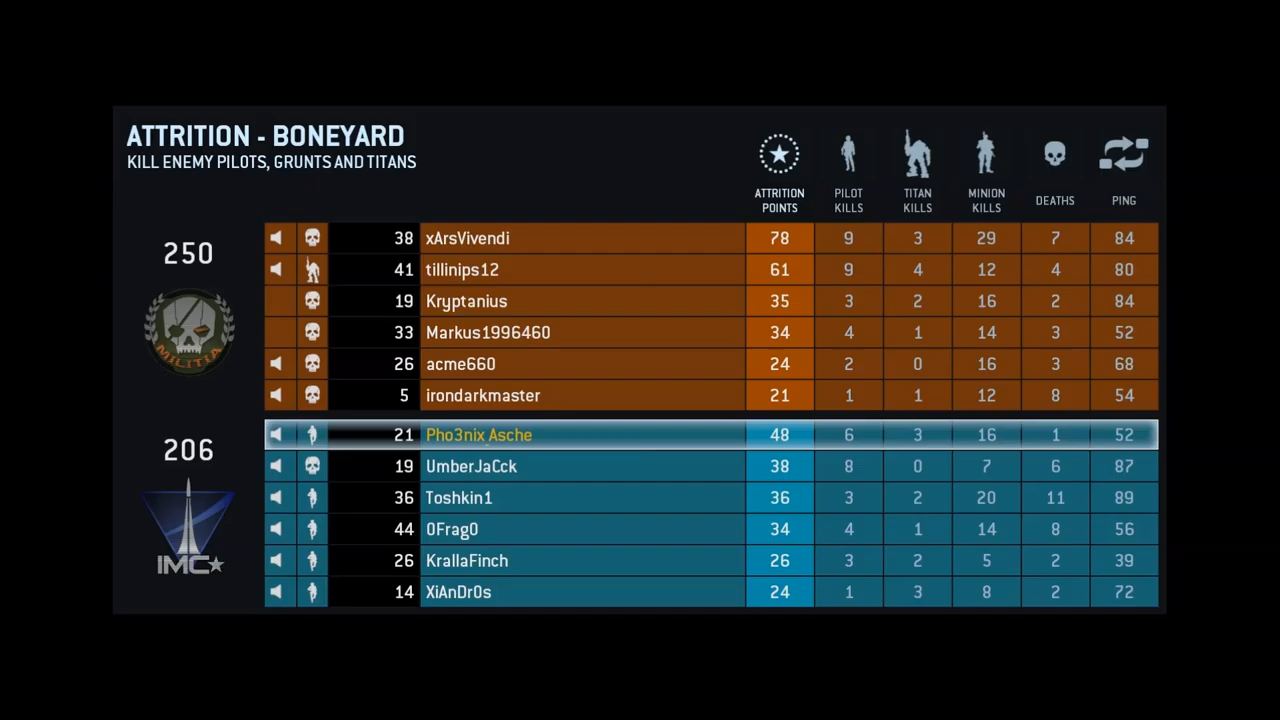 ATTRITION - BONEYARD
KILL ENEMY PILOTS, GRUNTS AND TITANS
ATTRITION POINTS PILOT KILLS TITAN KILLS MINION KILLS DEATHS PING
250
MILITIA
38 xArsVivendi 78 9 3 29 7 84
41 tillinips12 61 9 4 12 4 80
19 Kryptanius 35 3 2 16 2 84
33 Markus1996460 34 4 1 14 3 52
26 acme660 24 2 0 16 3 68
5 irondarkmaster 21 1 1 12 8 54
206
IMC
21 Pho3nix_Asche 48 6 3 16 1 52
19 UmberJaCck 38 8 0 7 6 87
36 Toshkin1 36 3 2 20 11 89
44 0Frag0 34 4 1 14 8 56
26 KrallaFinch 26 3 2 5 2 39
14 XiAnDr0s 24 1 3 8 2 72